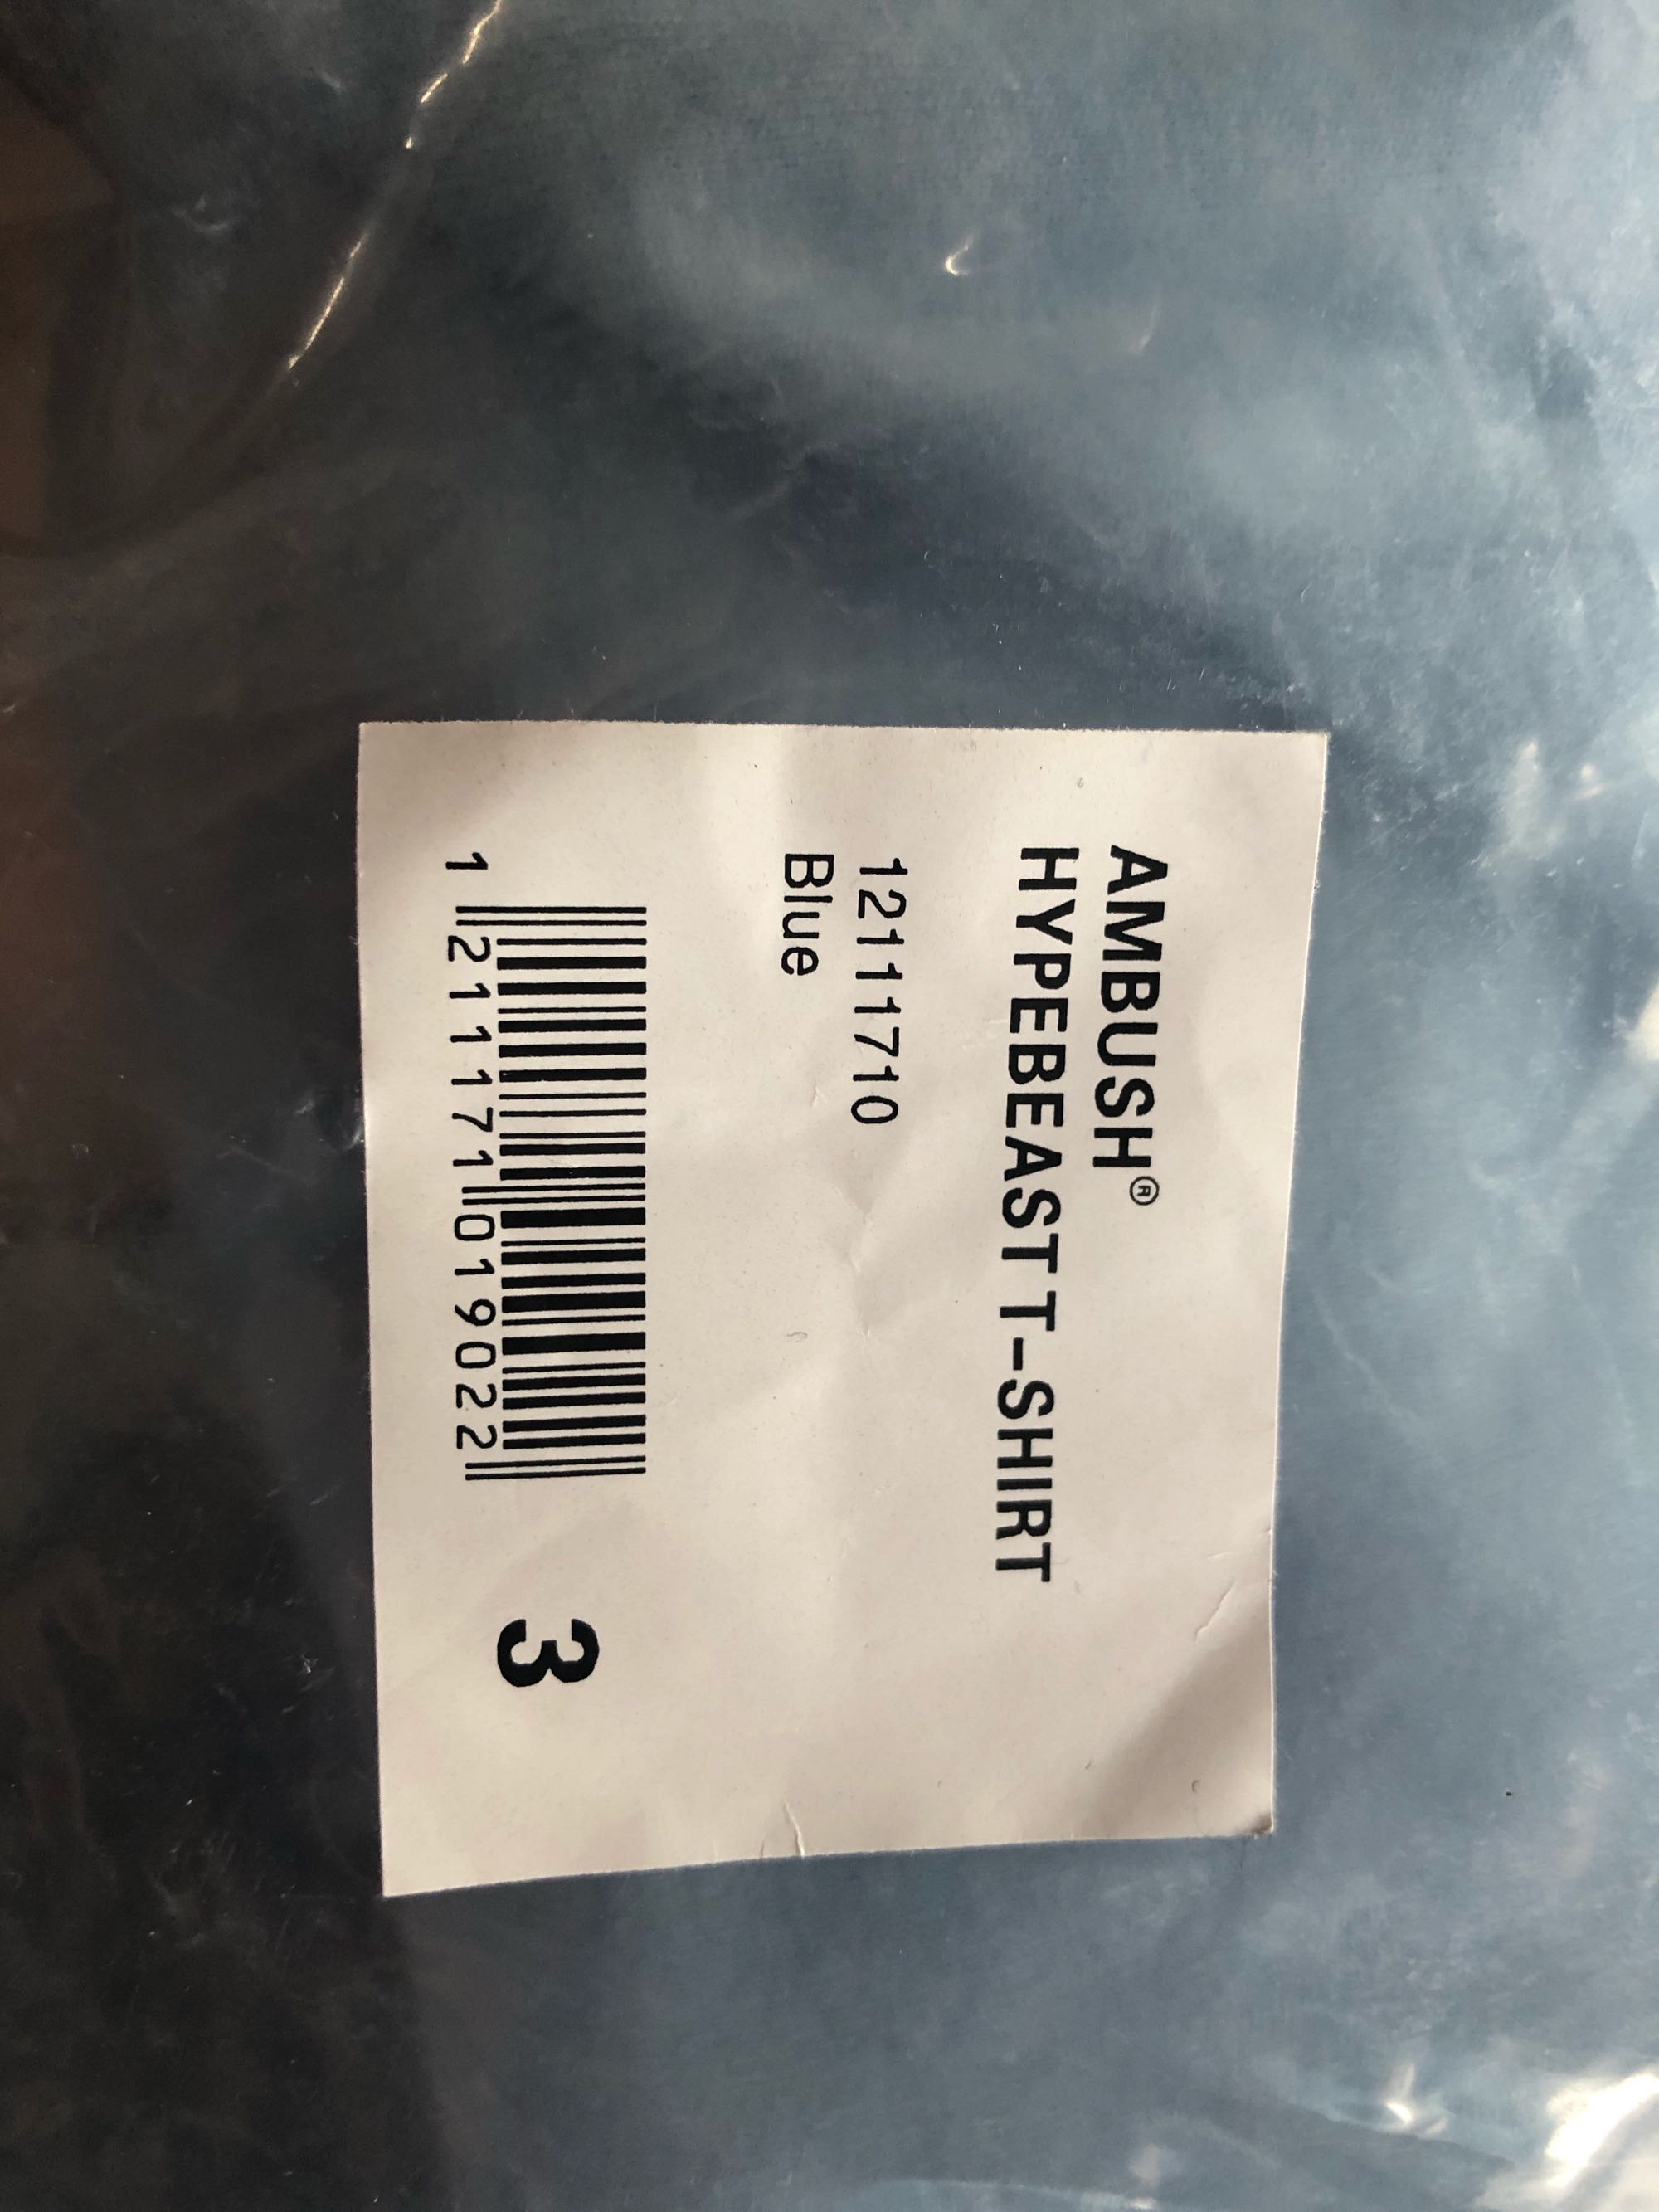 AMBUSH®
HYPEBEAST T-SHIRT
12111710
Blue
1 211171 019022
3